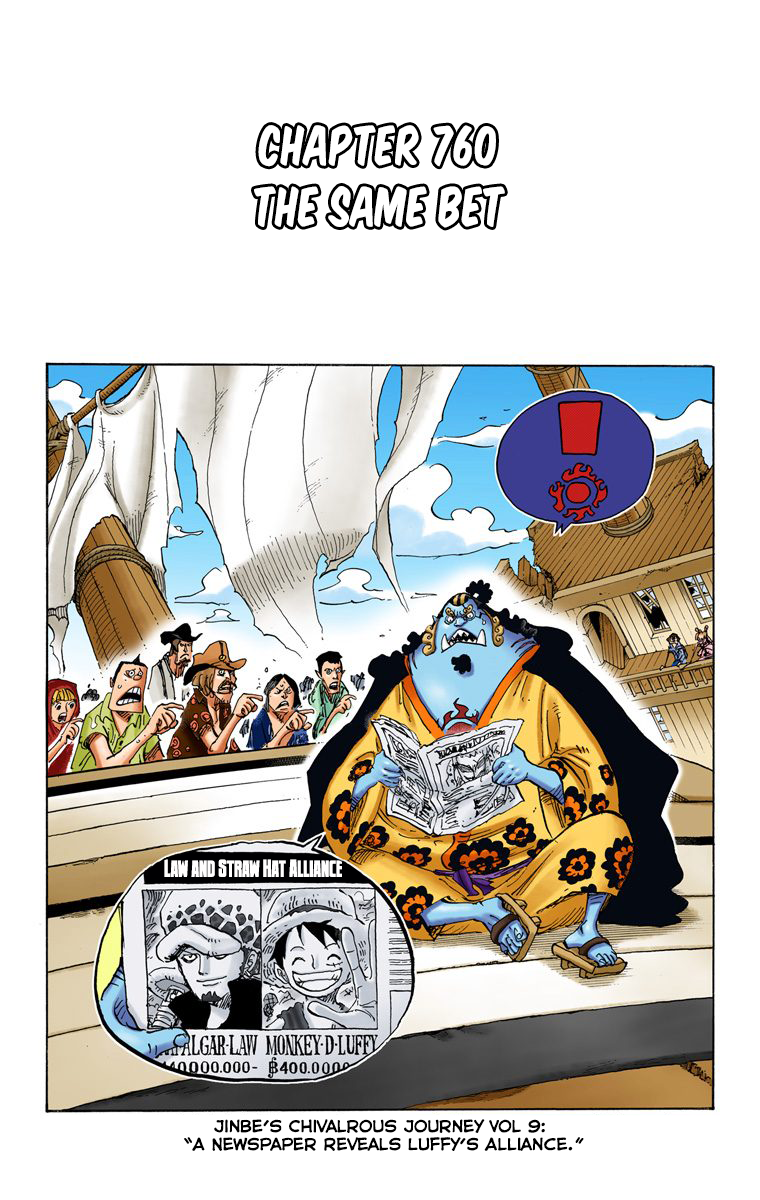 CHAPTER 760
THE SAME BET
!
LAW AND STRAW HAT ALLIANCE
MONKEY·D·LUFFY
JINBE'S CHIVALROUS JOURNEY VOL 9:
"A NEWSPAPER REVEALS LUFFY'S ALLIANCE."